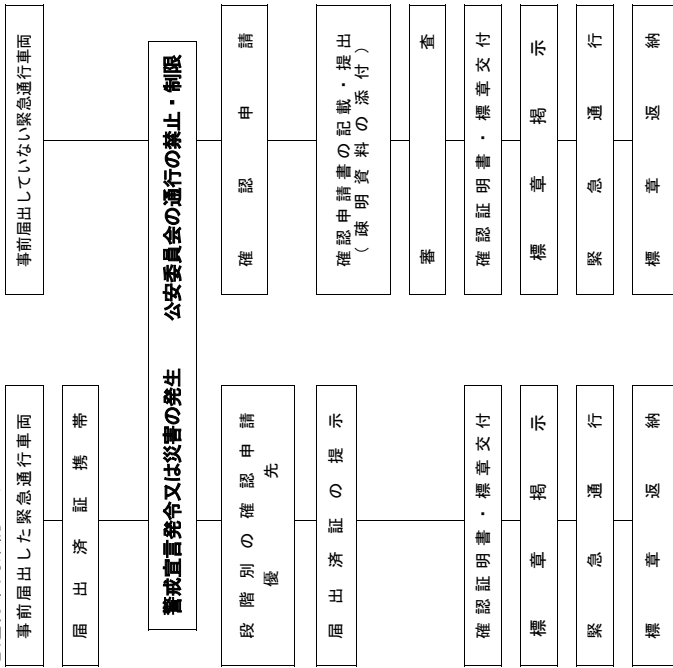 事前届出した緊急通行車両
届出済証携帯
警戒宣言発令又は災害の発生　　公安委員会の通行の禁止・制限
段階別の確認申請
優先
届出済証の提示
確認証明書・標章交付
標章掲示
緊急通行
標章返納
事前届出していない緊急通行車両
確認申請
確認申請書の記載・提出
（疎明資料の添付）
審査
確認証明書・標章交付
標章掲示
緊急通行
標章返納